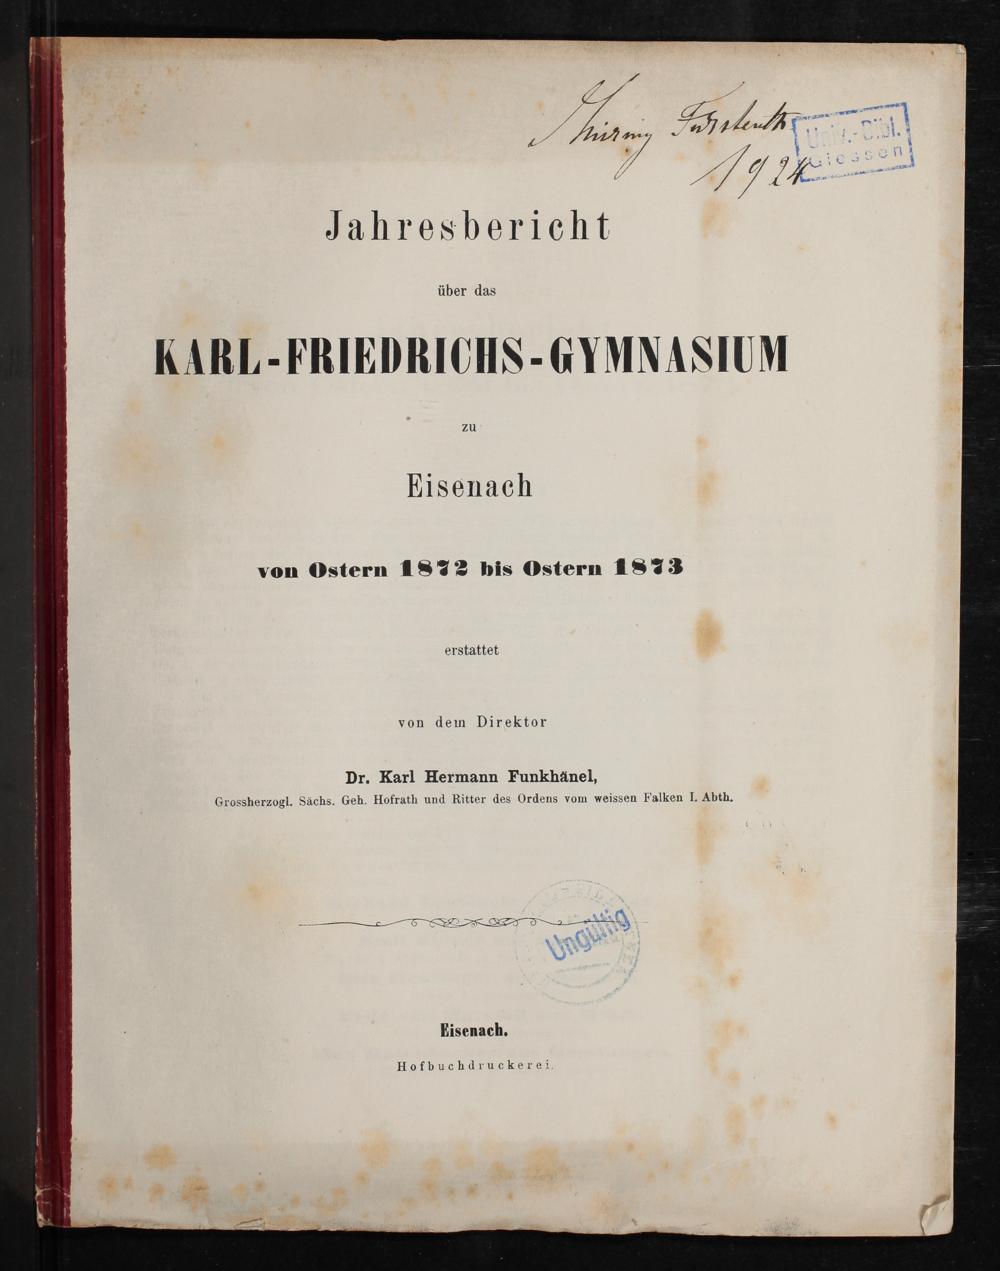 Thüring Fürstenth
1924
Univ.-Bibl.
Giessen
Jahresbericht
über das
KARL-FRIEDRICHS-GYMNASIUM
zu
Eisenach
von Ostern 1872 bis Ostern 1873
erstattet
von dem Direktor
Dr. Karl Hermann Funkhänel,
Grossherzogl. Sächs. Geh. Hofrath und Ritter des Ordens vom weissen Falken I. Abth.
Ungültig
Eisenach.
Hofbuchdruckerei.